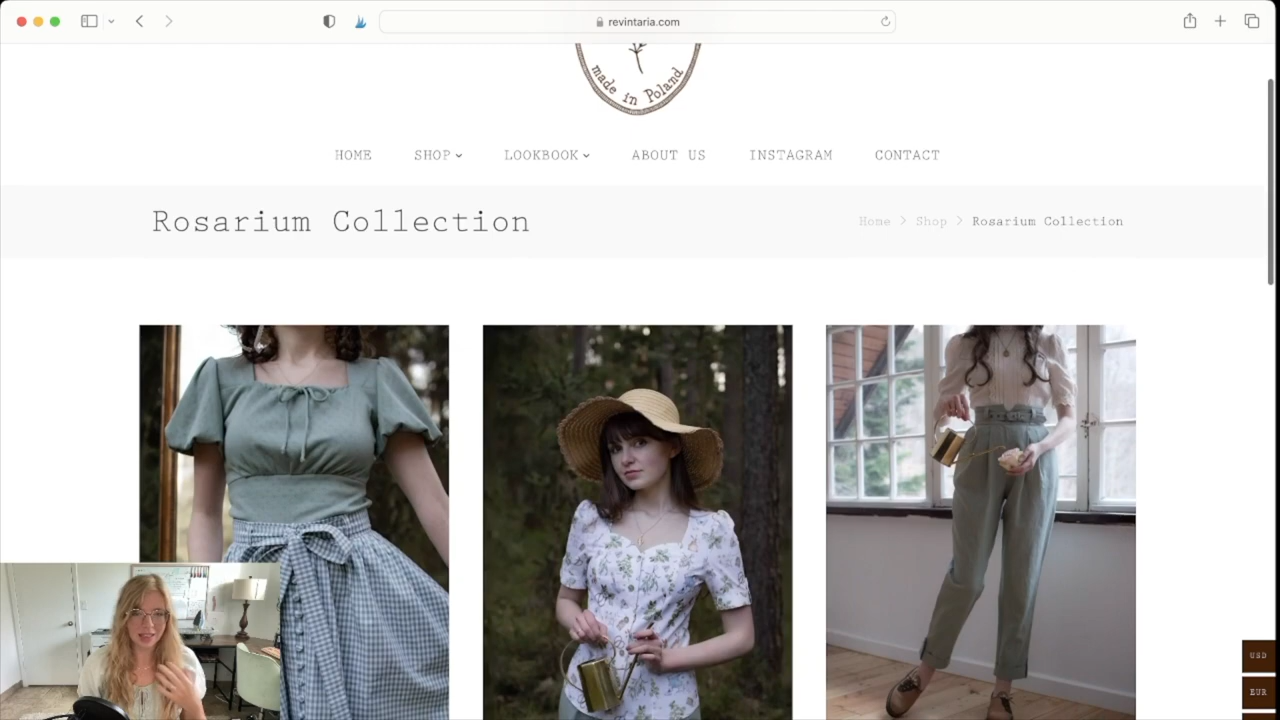 revintaria.com
made in Poland
HOME SHOP LOOKBOOK ABOUT US INSTAGRAM CONTACT
Rosarium Collection
Home > Shop > Rosarium Collection
USD
EUR